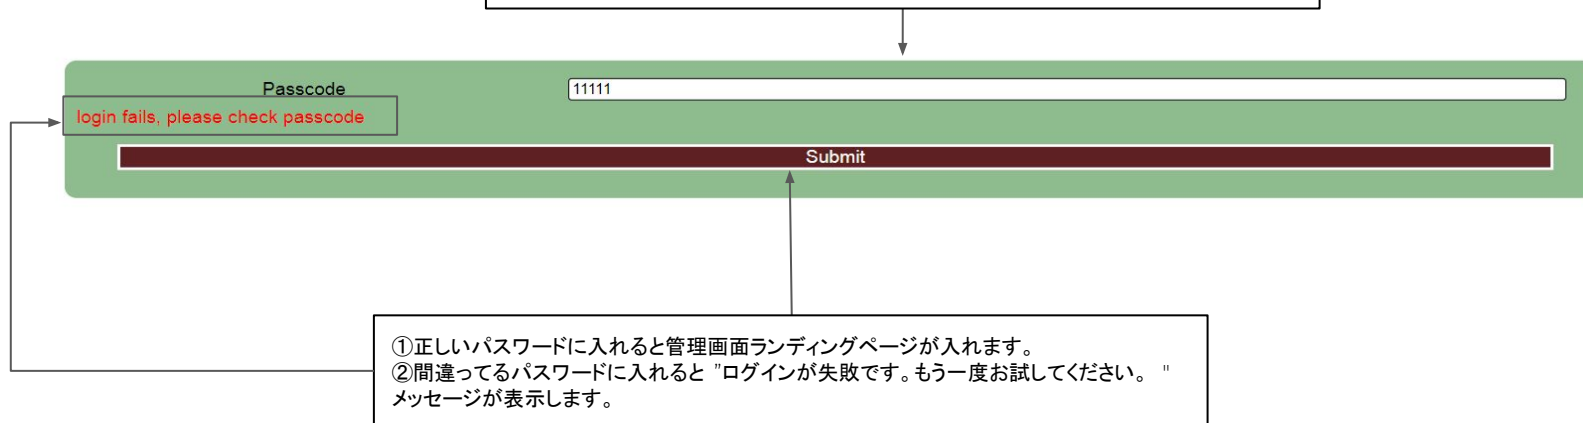 Passcode
11111
login fails, please check passcode
Submit
①正しいパスワードに入れると管理画面ランディングページが入れます。
②間違ってるパスワードに入れると ”ログインが失敗です。もう一度お試してください。 "
メッセージが表示します。